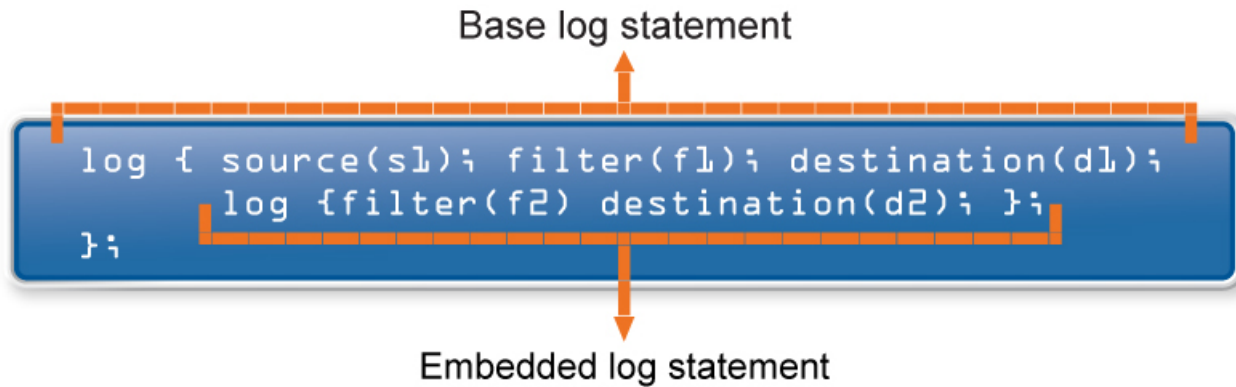 Base log statement
log { source(s1); filter(f1); destination(d1);
log {filter(f2) destination(d2); };
};
Embedded log statement